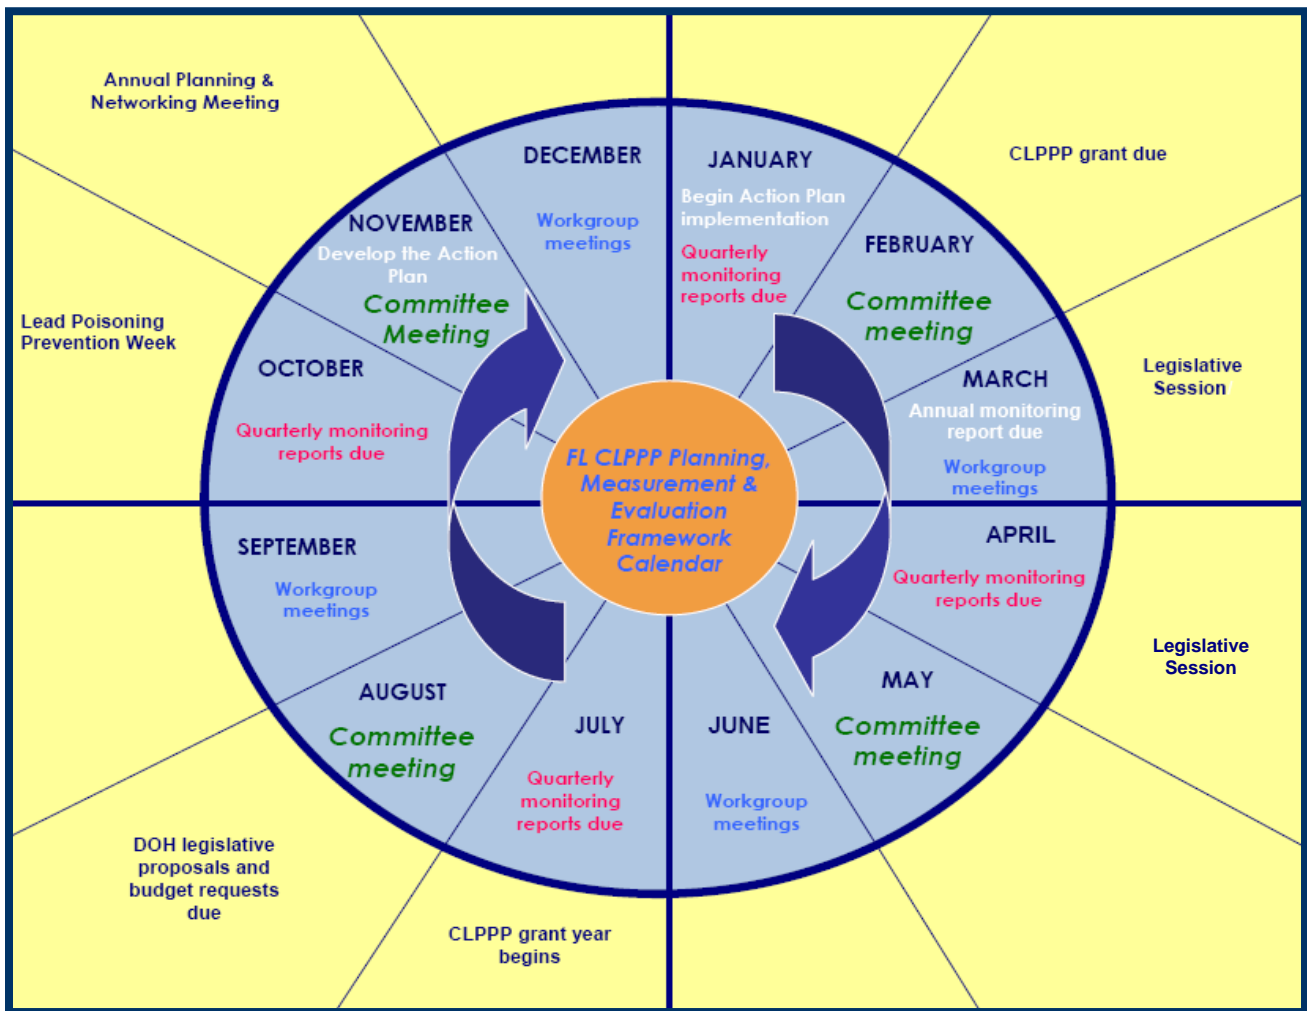 Annual Planning &
Networking Meeting
CLPPP grant due
Lead Poisoning
Prevention Week
Legislative
Session
DECEMBER
Workgroup
meetings
JANUARY
Begin Action Plan
implementation
Quarterly
monitoring
reports due
NOVEMBER
Develop the Action
Plan
Committee
Meeting
FEBRUARY
Committee
meeting
OCTOBER
Quarterly monitoring
reports due
MARCH
Annual monitoring
report due
Workgroup
meetings
FL CLPPP Planning,
Measurement &
Evaluation
Framework
Calendar
SEPTEMBER
Workgroup
meetings
APRIL
Quarterly monitoring
reports due
Legislative
Session
AUGUST
Committee
meeting
MAY
Committee
meeting
JULY
Quarterly
monitoring
reports due
JUNE
Workgroup
meetings
DOH legislative
proposals and
budget requests
due
CLPPP grant year
begins